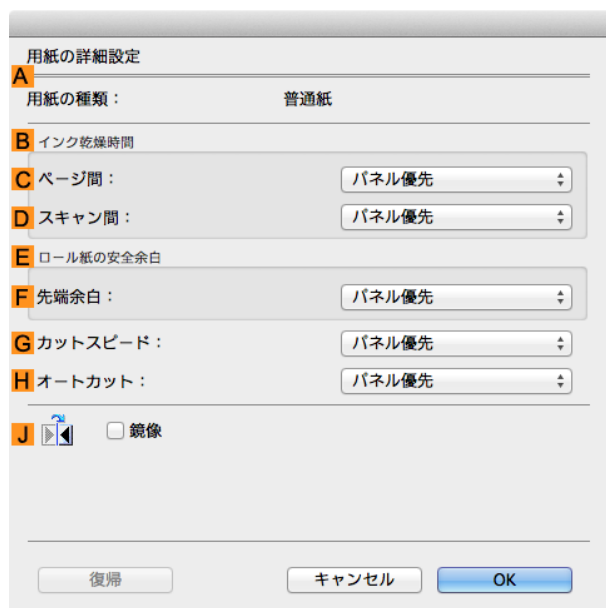 用紙の詳細設定
A
用紙の種類： 普通紙
B インク乾燥時間
C ページ間： パネル優先
D スキャン間： パネル優先
E ロール紙の安全余白
F 先端余白： パネル優先
G カットスピード： パネル優先
H オートカット： パネル優先
J 鏡像
復帰 キャンセル OK